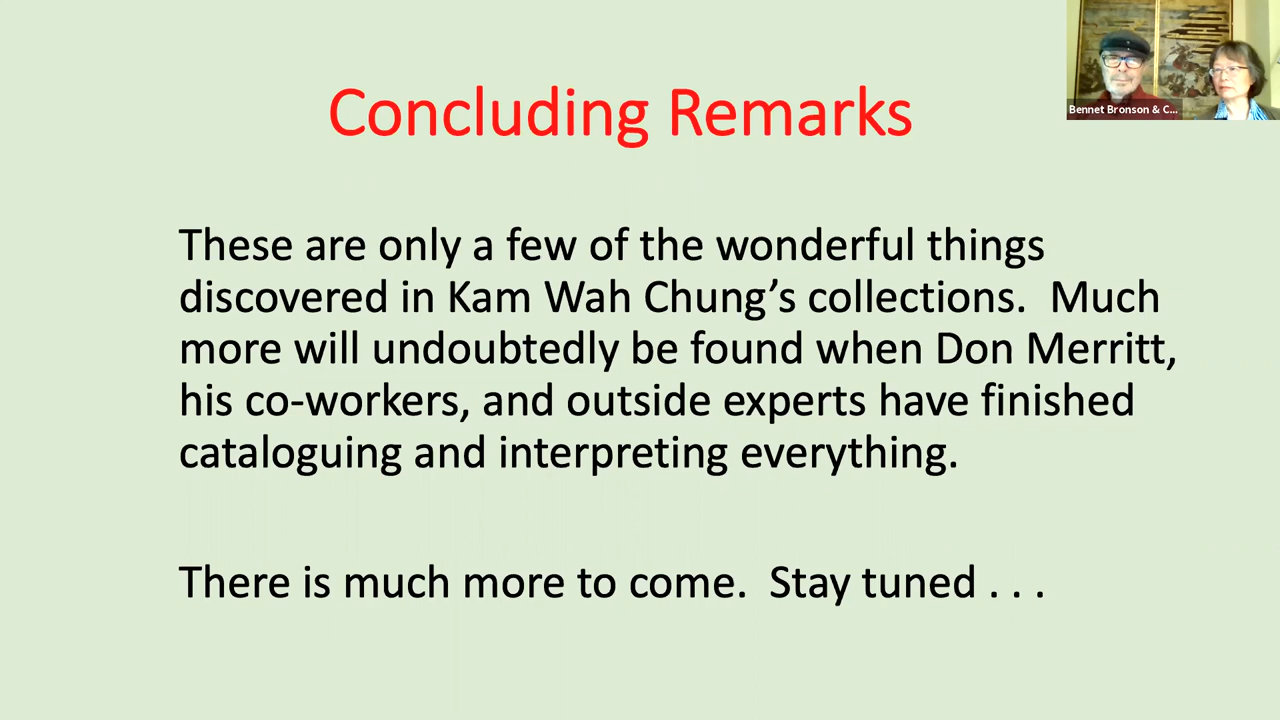 Bennet Bronson & C...
Concluding Remarks
These are only a few of the wonderful things
discovered in Kam Wah Chung’s collections.  Much
more will undoubtedly be found when Don Merritt,
his co-workers, and outside experts have finished
cataloguing and interpreting everything.
There is much more to come.  Stay tuned . . .